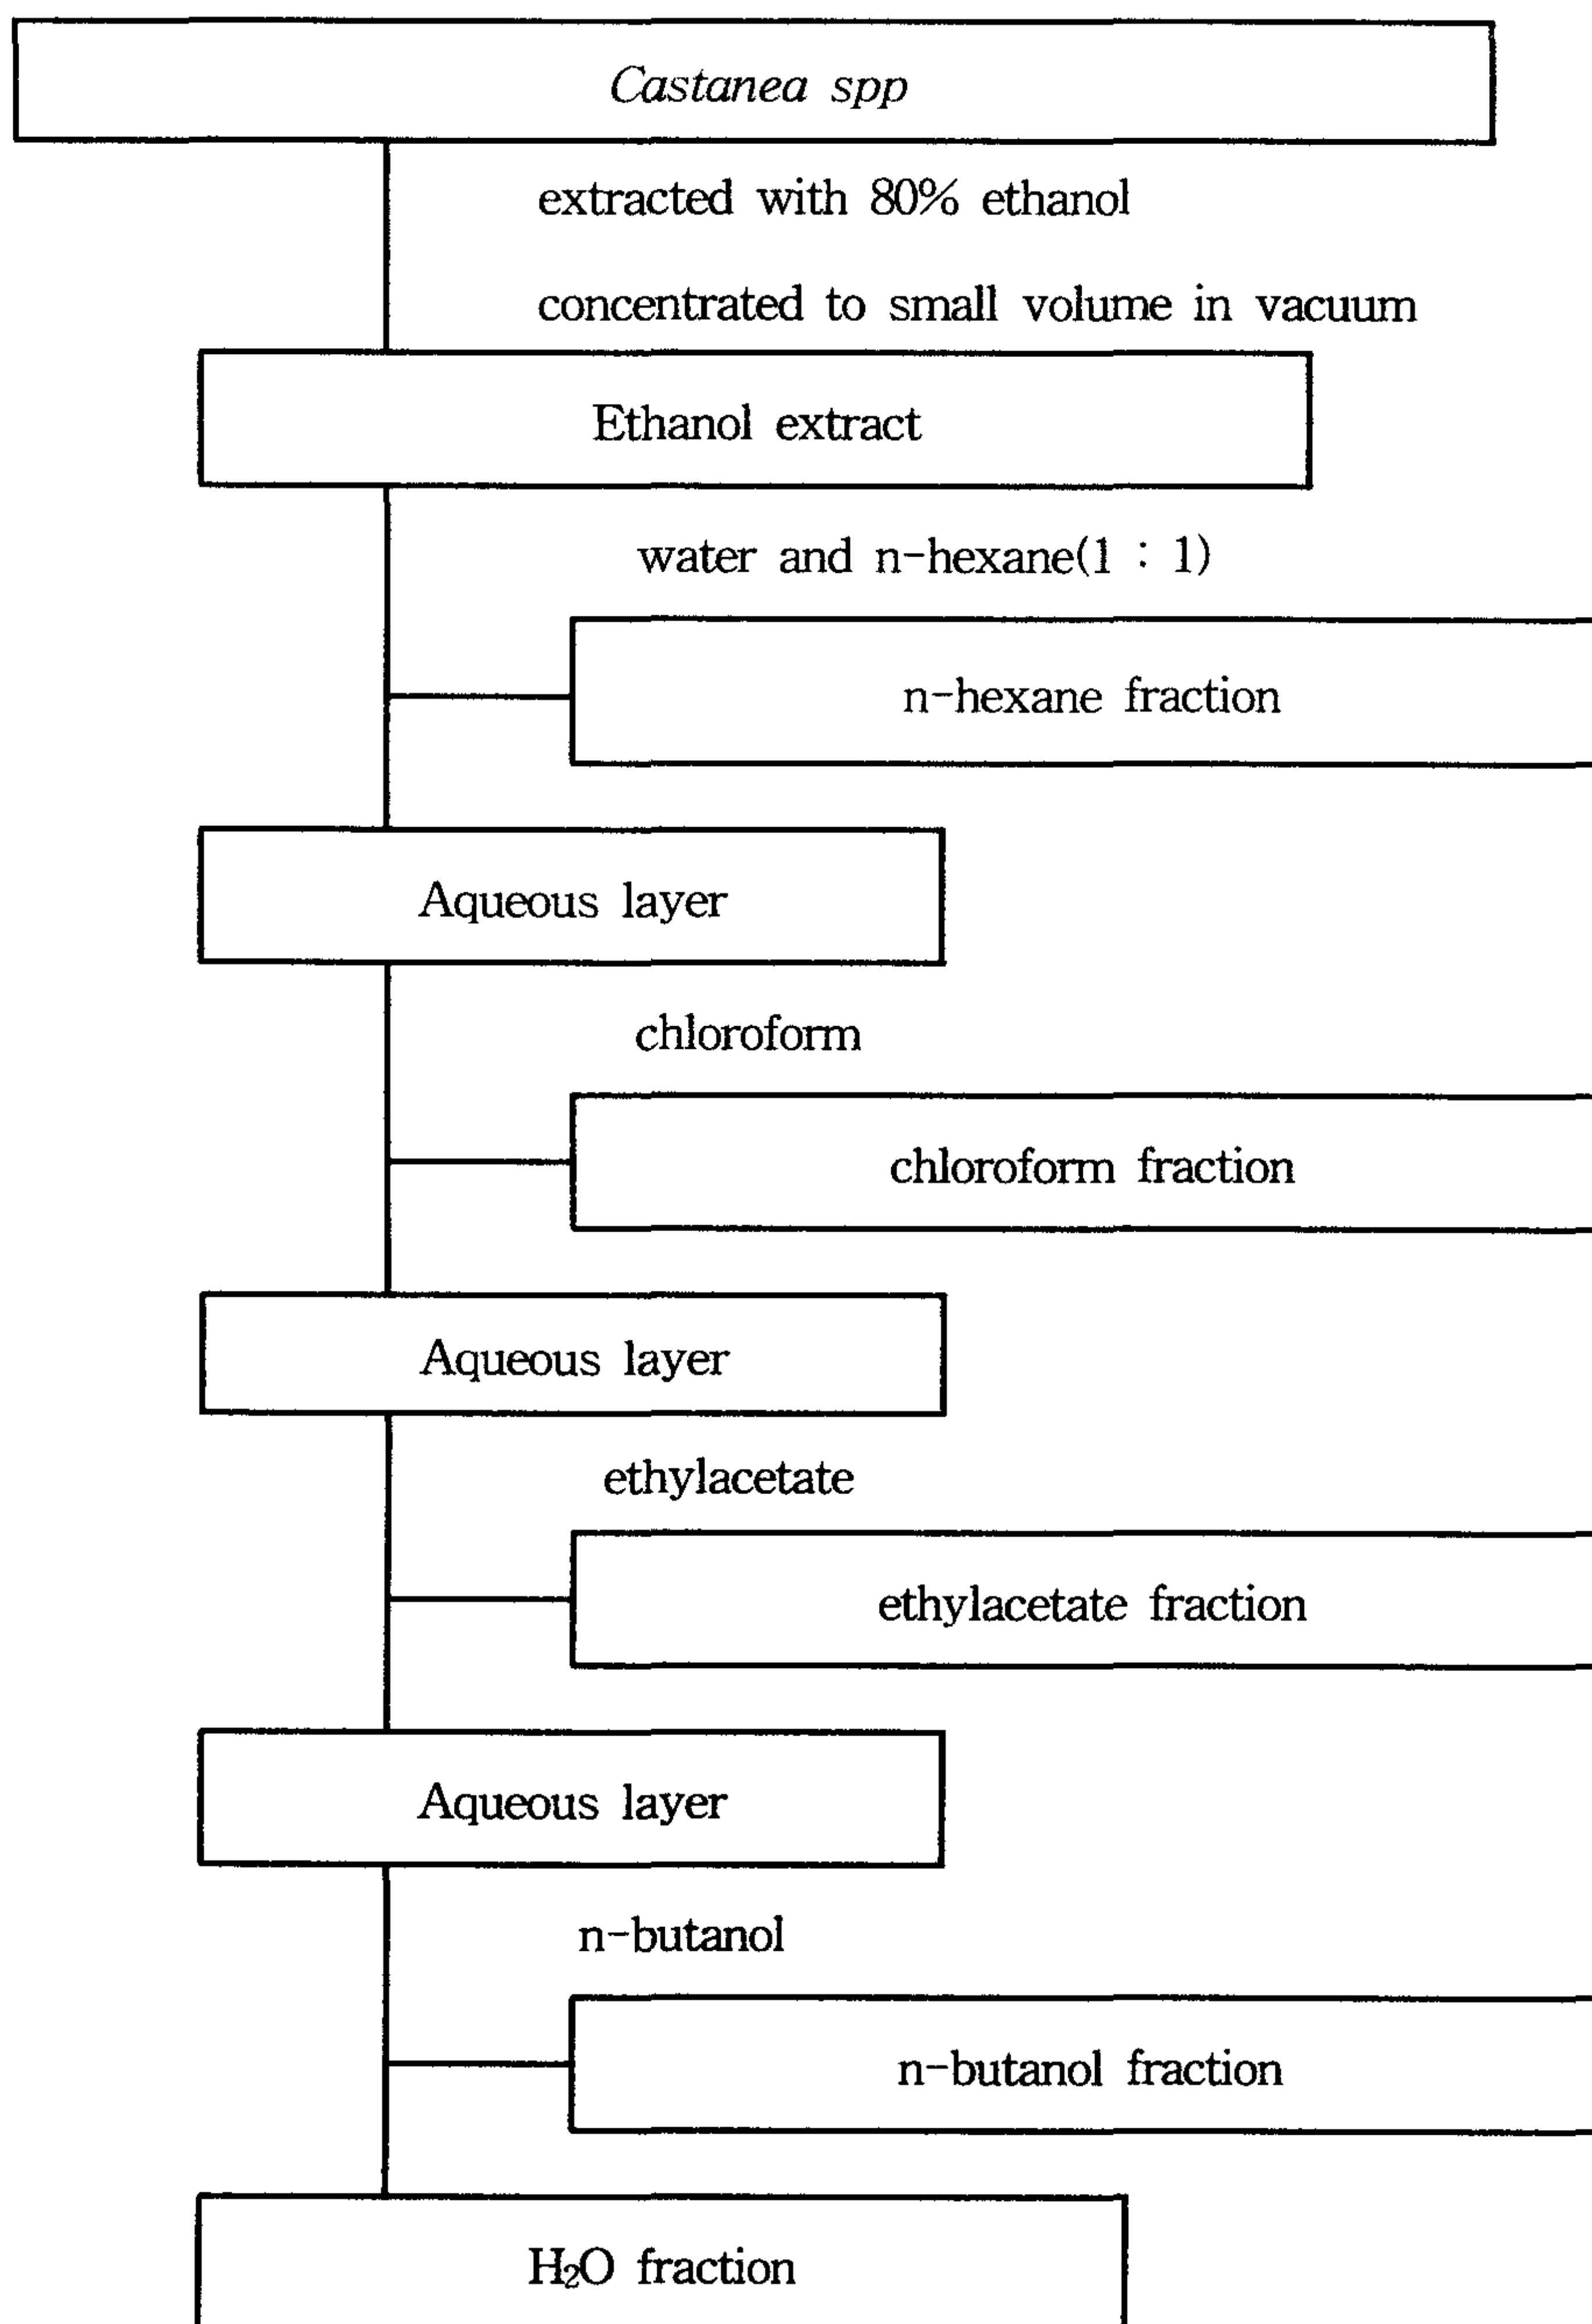 Castanea spp
extracted with 80% ethanol
concentrated to small volume in vacuum
Ethanol extract
water and n-hexane(1 : 1)
n-hexane fraction
Aqueous layer
chloroform
chloroform fraction
Aqueous layer
ethylacetate
ethylacetate fraction
Aqueous layer
n-butanol
n-butanol fraction
H₂O fraction